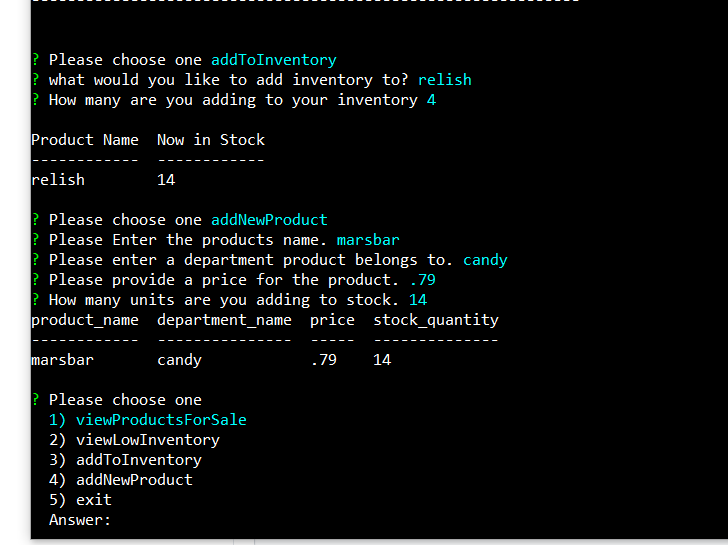 ? Please choose one addToInventory
? what would you like to add inventory to? relish
? How many are you adding to your inventory 4
Product Name  Now in Stock
------------  ------------
relish        14
? Please choose one addNewProduct
? Please Enter the products name. marsbar
? Please enter a department product belongs to. candy
? Please provide a price for the product. .79
? How many units are you adding to stock. 14
product_name  department_name  price  stock_quantity
------------  ---------------  -----  --------------
marsbar       candy            .79    14
? Please choose one
  1) viewProductsForSale
  2) viewLowInventory
  3) addToInventory
  4) addNewProduct
  5) exit
  Answer: